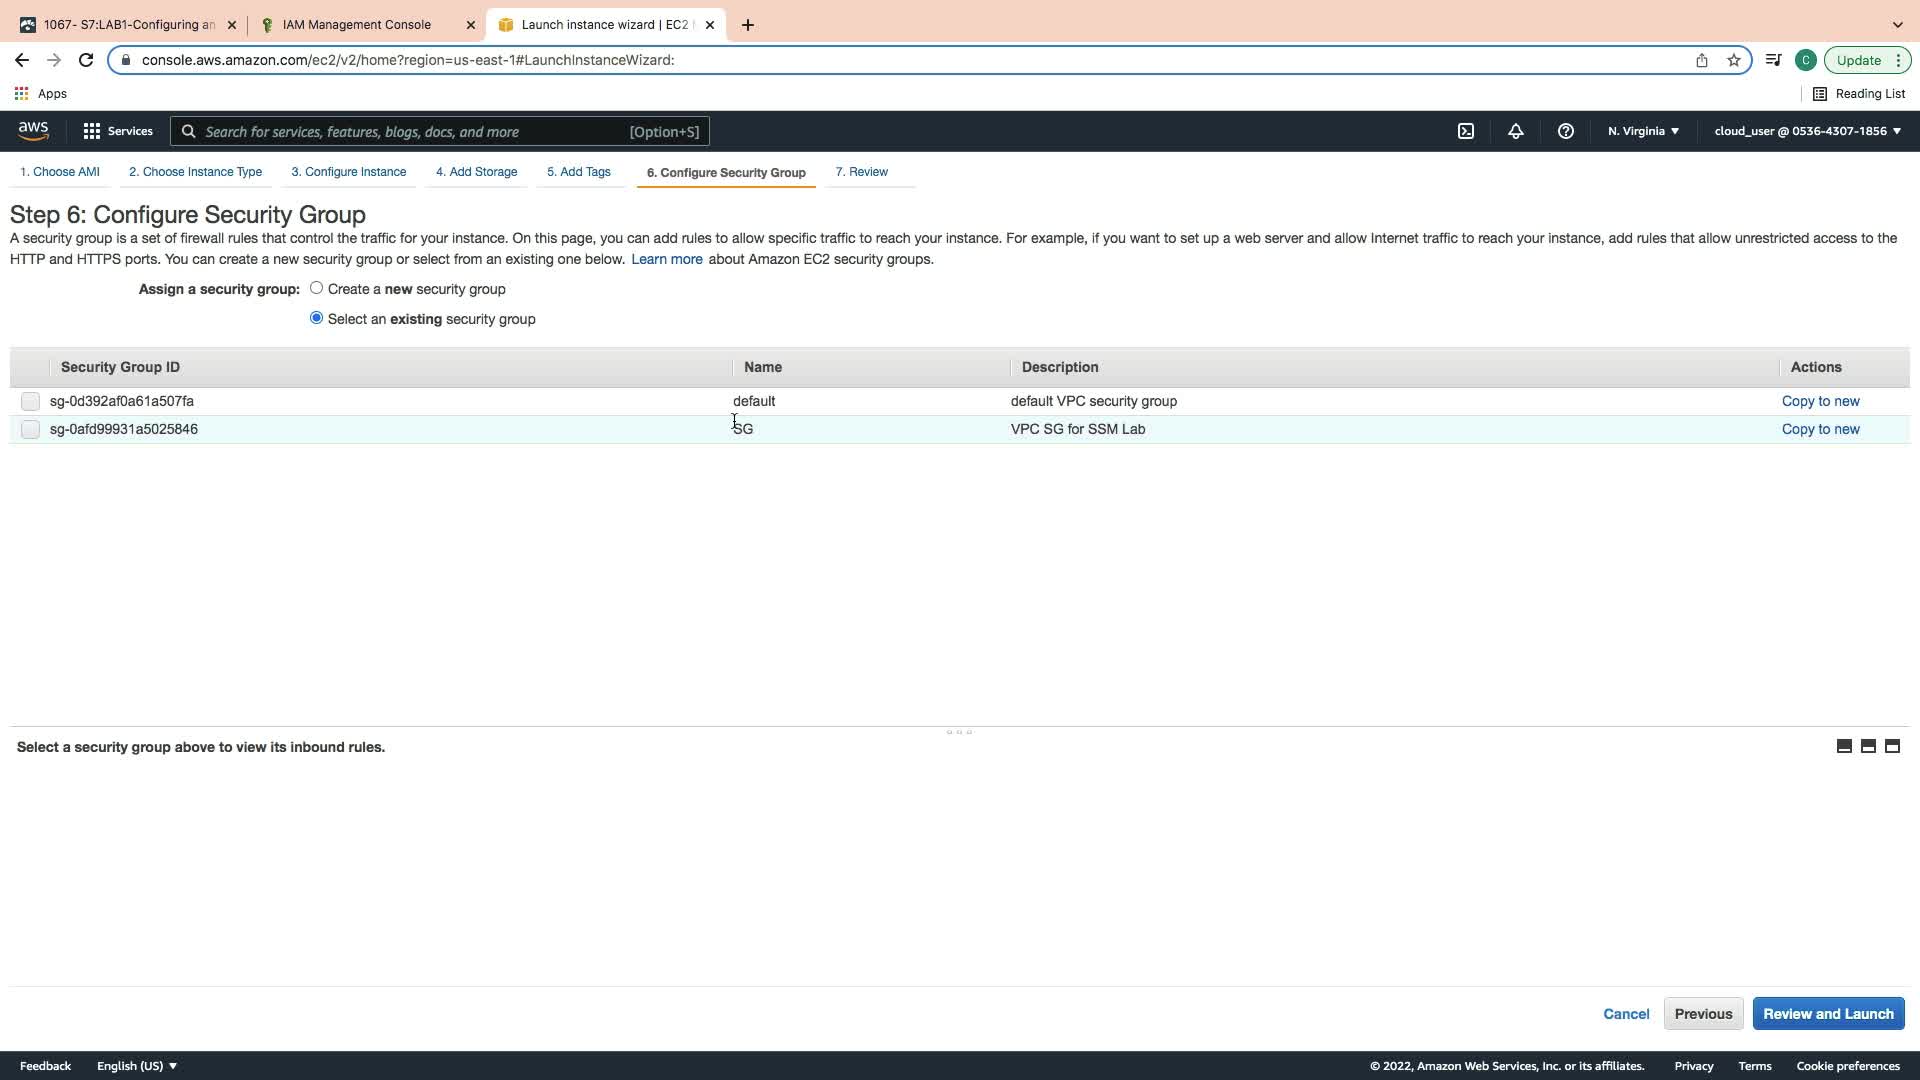 1067- S7:LAB1-Configuring an
IAM Management Console
Launch instance wizard | EC2
console.aws.amazon.com/ec2/v2/home?region=us-east-1#LaunchInstanceWizard:
C
Update
Apps
Reading List
aws
Services
Search for services, features, blogs, docs, and more
[Option+S]
N. Virginia
cloud_user @ 0536-4307-1856
1. Choose AMI
2. Choose Instance Type
3. Configure Instance
4. Add Storage
5. Add Tags
6. Configure Security Group
7. Review
Step 6: Configure Security Group
A security group is a set of firewall rules that control the traffic for your instance. On this page, you can add rules to allow specific traffic to reach your instance. For example, if you want to set up a web server and allow Internet traffic to reach your instance, add rules that allow unrestricted access to the
HTTP and HTTPS ports. You can create a new security group or select from an existing one below. Learn more about Amazon EC2 security groups.
Assign a security group:
Create a new security group
Select an existing security group
Security Group ID
Name
Description
Actions
sg-0d392af0a61a507fa
default
default VPC security group
Copy to new
sg-0afd99931a5025846
SG
VPC SG for SSM Lab
Copy to new
Select a security group above to view its inbound rules.
Cancel
Previous
Review and Launch
Feedback
English (US)
© 2022, Amazon Web Services, Inc. or its affiliates.
Privacy
Terms
Cookie preferences